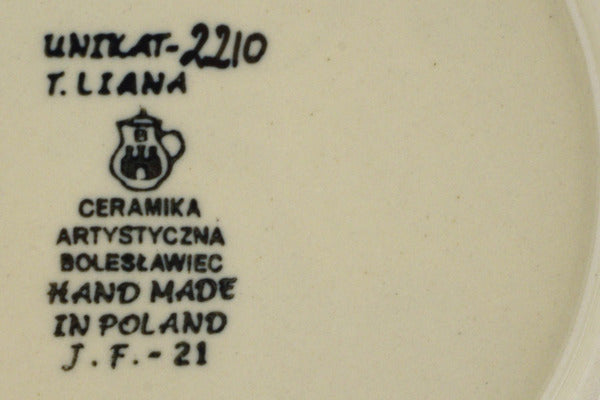 UNIKAT-2210
T. LIANA
B
CERAMIKA
ARTYSTYCZNA
BOLESŁAWIEC
HAND MADE
IN POLAND
J. F. - 21